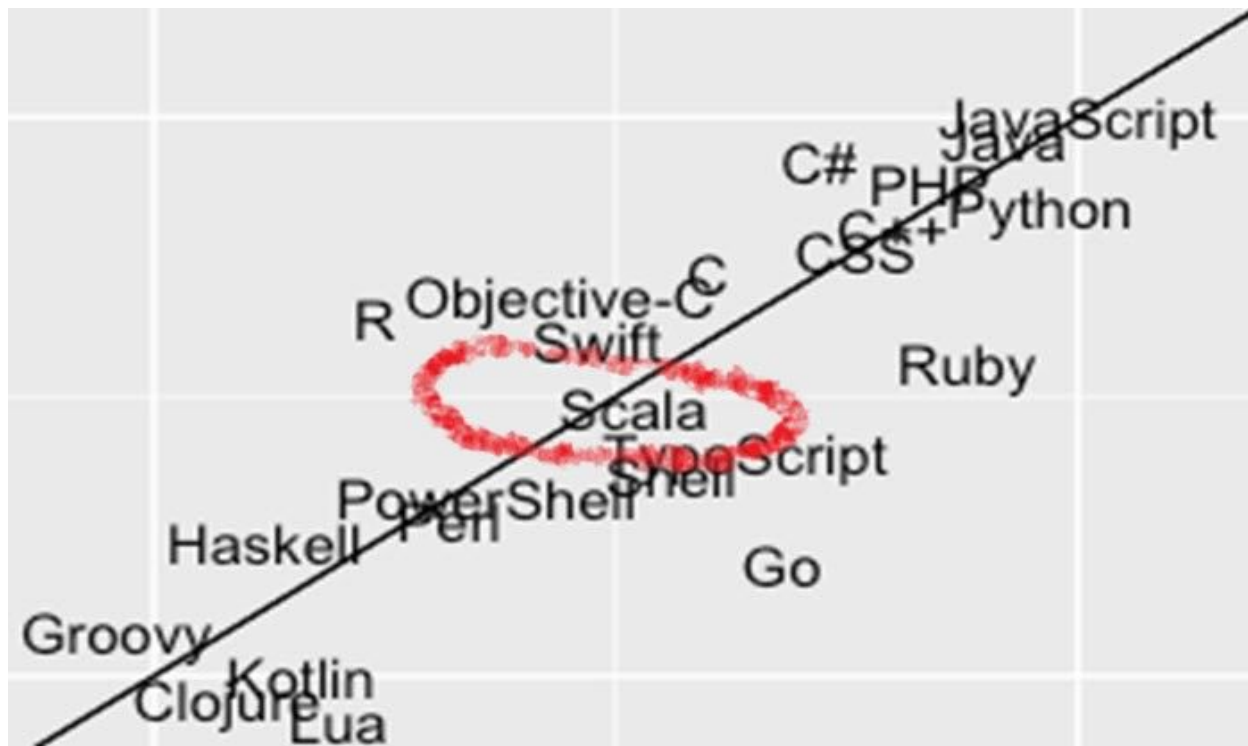 JavaScript
Java
C#
PHP
Python
C++
CSS
C
Objective-C
R
Swift
Ruby
Scala
TypeScript
Shell
PowerShell
Perl
Haskell
Go
Groovy
Kotlin
Clojure
Lua